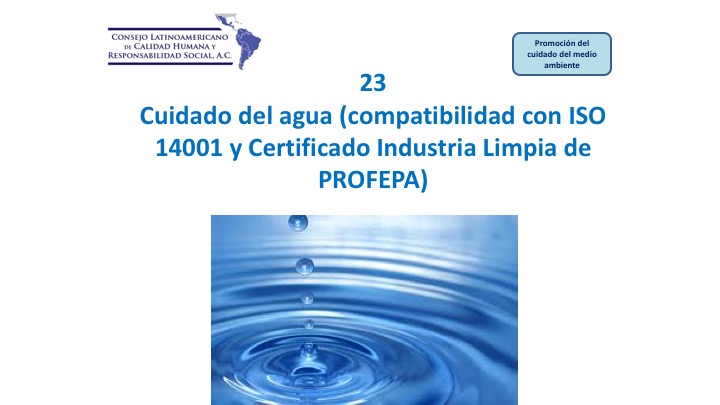 CONSEJO LATINOAMERICANO
DE CALIDAD HUMANA Y
RESPONSABILIDAD SOCIAL, A.C.
Promoción del
cuidado del medio
ambiente
23
Cuidado del agua (compatibilidad con ISO
14001 y Certificado Industria Limpia de
PROFEPA)